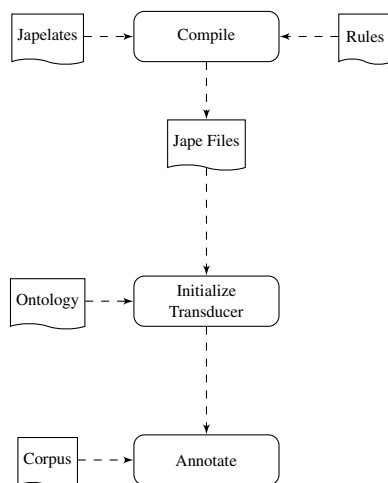 Japelates
Compile
Rules
Jape Files
Ontology
Initialize
Transducer
Corpus
Annotate